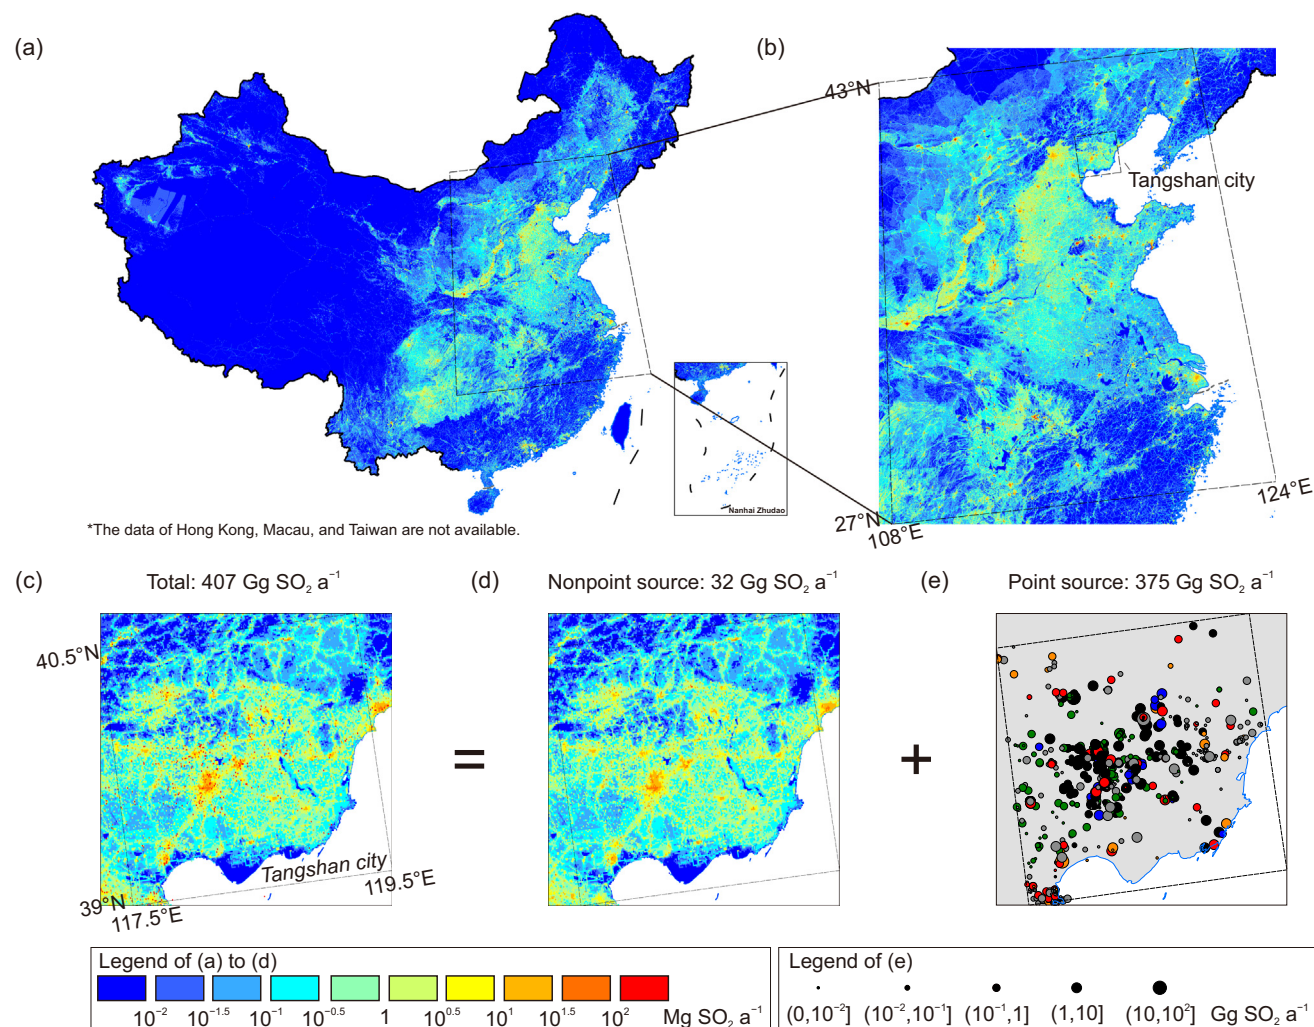 (a)
(b)
43°N
Tangshan city
Nanhai Zhudao
124°E
27°N
108°E
*The data of Hong Kong, Macau, and Taiwan are not available.
(c)
Total: 407 Gg SO₂ a⁻¹
(d)
Nonpoint source: 32 Gg SO₂ a⁻¹
(e)
Point source: 375 Gg SO₂ a⁻¹
40.5°N
=
+
Tangshan city
119.5°E
39°N
117.5°E
Legend of (a) to (d)
10⁻² 10⁻¹·⁵ 10⁻¹ 10⁻⁰·⁵ 1 10⁰·⁵ 10¹ 10¹·⁵ 10² Mg SO₂ a⁻¹
Legend of (e)
(0,10⁻²] (10⁻²,10⁻¹] (10⁻¹,1] (1,10] (10,10²] Gg SO₂ a⁻¹